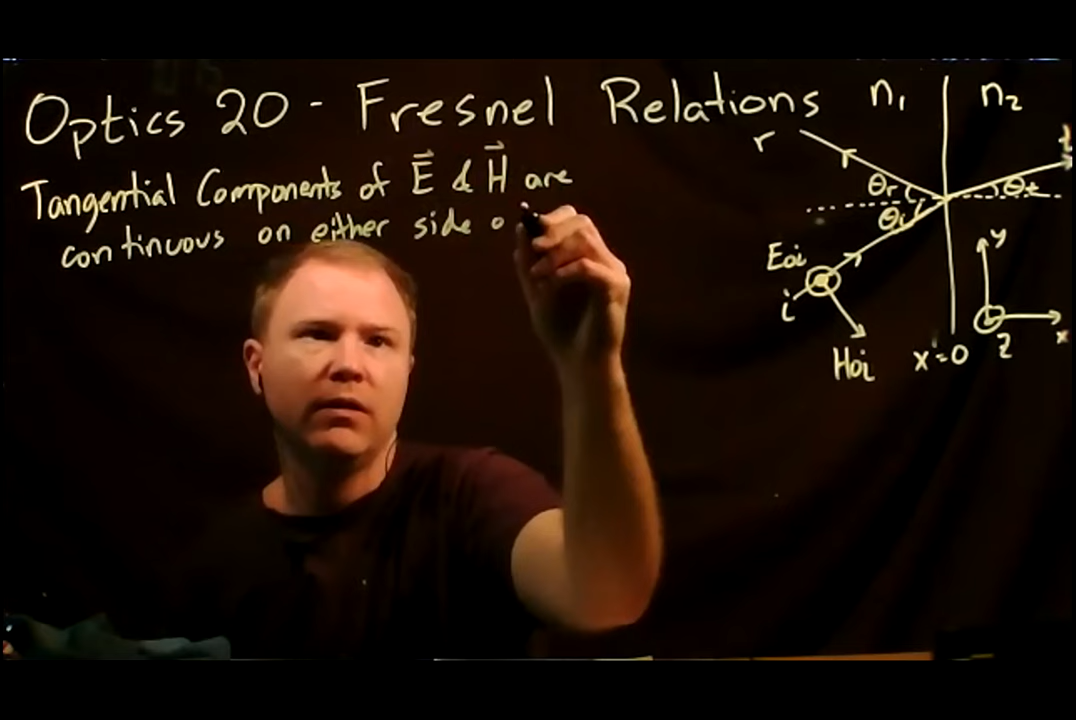 Optics 20 - Fresnel Relations
Tangential Components of E⃗ & H⃗ are
continuous on either side o
n₁ n₂
r
t
θr
θt
θi
Eoi
i
Hoi
x=0
y
z
x